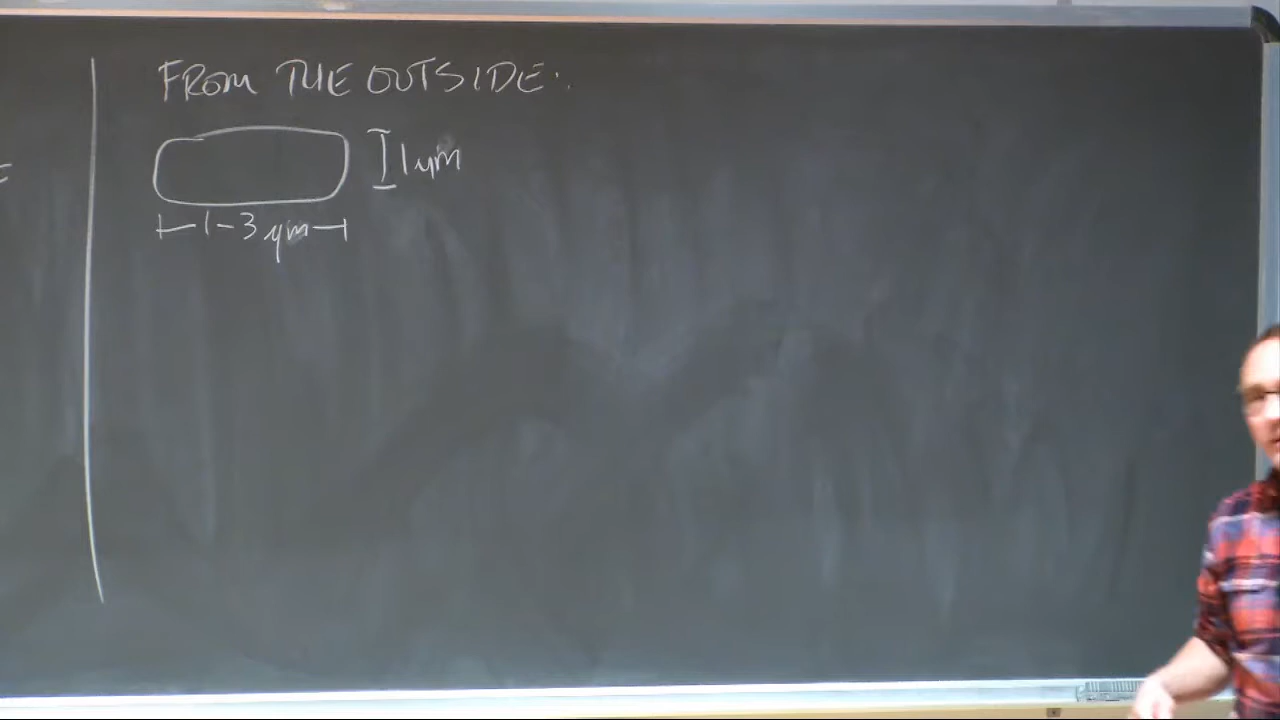 FROM THE OUTSIDE:
1 μm
1-3 μm